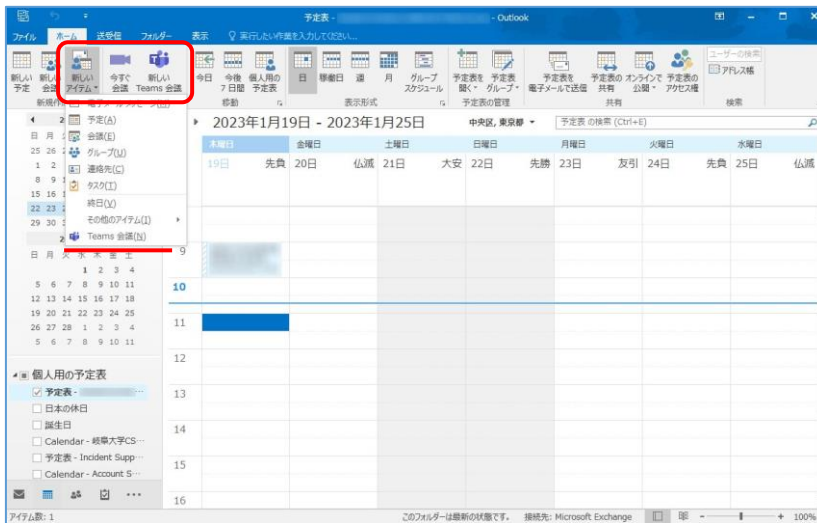 予定表 - - Outlook
ファイル ホーム 送受信 フォルダー 表示 実行したい作業を入力してください...
新しい予定
新しい アイテム
今すぐ 会議
新しい Teams 会議
今日
今後 7 日間
個人用の 予定表
日
稼働日
週
月
グループ スケジュール
予定表を 開く
予定表 グループ
予定表を 電子メールで送信
予定表の 共有
オンラインで 公開
予定表の アクセス権
ユーザーの検索
アドレス帳
移動 表示形式 予定表の管理 共有 検索
予定(A)
会議(E)
グループ(U)
連絡先(C)
タスク(T)
終日(V)
その他のアイテム(I)
Teams 会議(N)
日 月
25 26
1 2
8 9
15 16
22 23
29 30
日 月 火 水 木 金 土
1 2 3 4
5 6 7 8 9 10 11
12 13 14 15 16 17 18
19 20 21 22 23 24 25
26 27 28 1 2 3 4
5 6 7 8 9 10 11
個人用の予定表
予定表 - ...
日本の休日
誕生日
Calendar - 岐阜大学CS...
予定表 - Incident Supp...
Calendar - Account S...
2023年1月19日 - 2023年1月25日 中央区, 東京都 予定表 の検索 (Ctrl+E)
木曜日 金曜日 土曜日 日曜日 月曜日 火曜日 水曜日
19日 先負 20日 仏滅 21日 大安 22日 先勝 23日 友引 24日 先負 25日 仏滅
9
10
11
12
13
14
15
16
アイテム数: 1 このフォルダーは最新の状態です。 接続先: Microsoft Exchange 100%